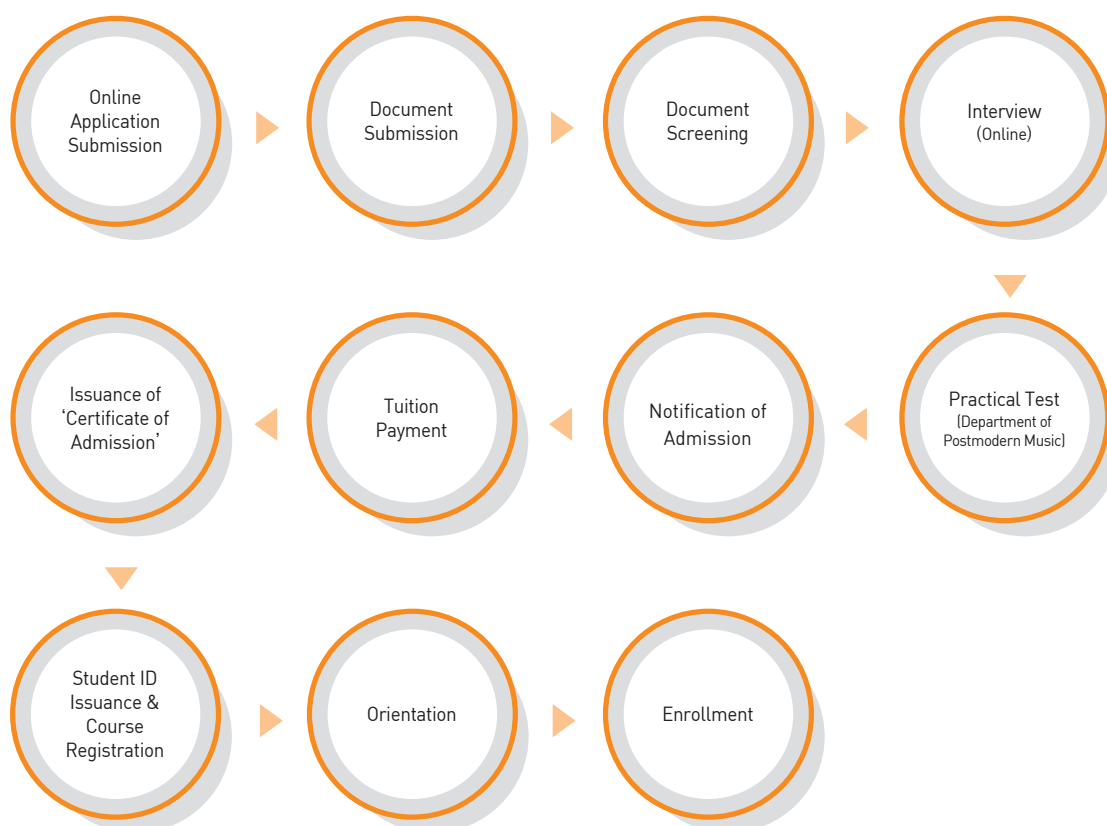 Online
Application
Submission
Document
Submission
Document
Screening
Interview
(Online)
Practical Test
(Department of
Postmodern Music)
Notification of
Admission
Tuition
Payment
Issuance of
‘Certificate of
Admission’
Student ID
Issuance &
Course
Registration
Orientation
Enrollment